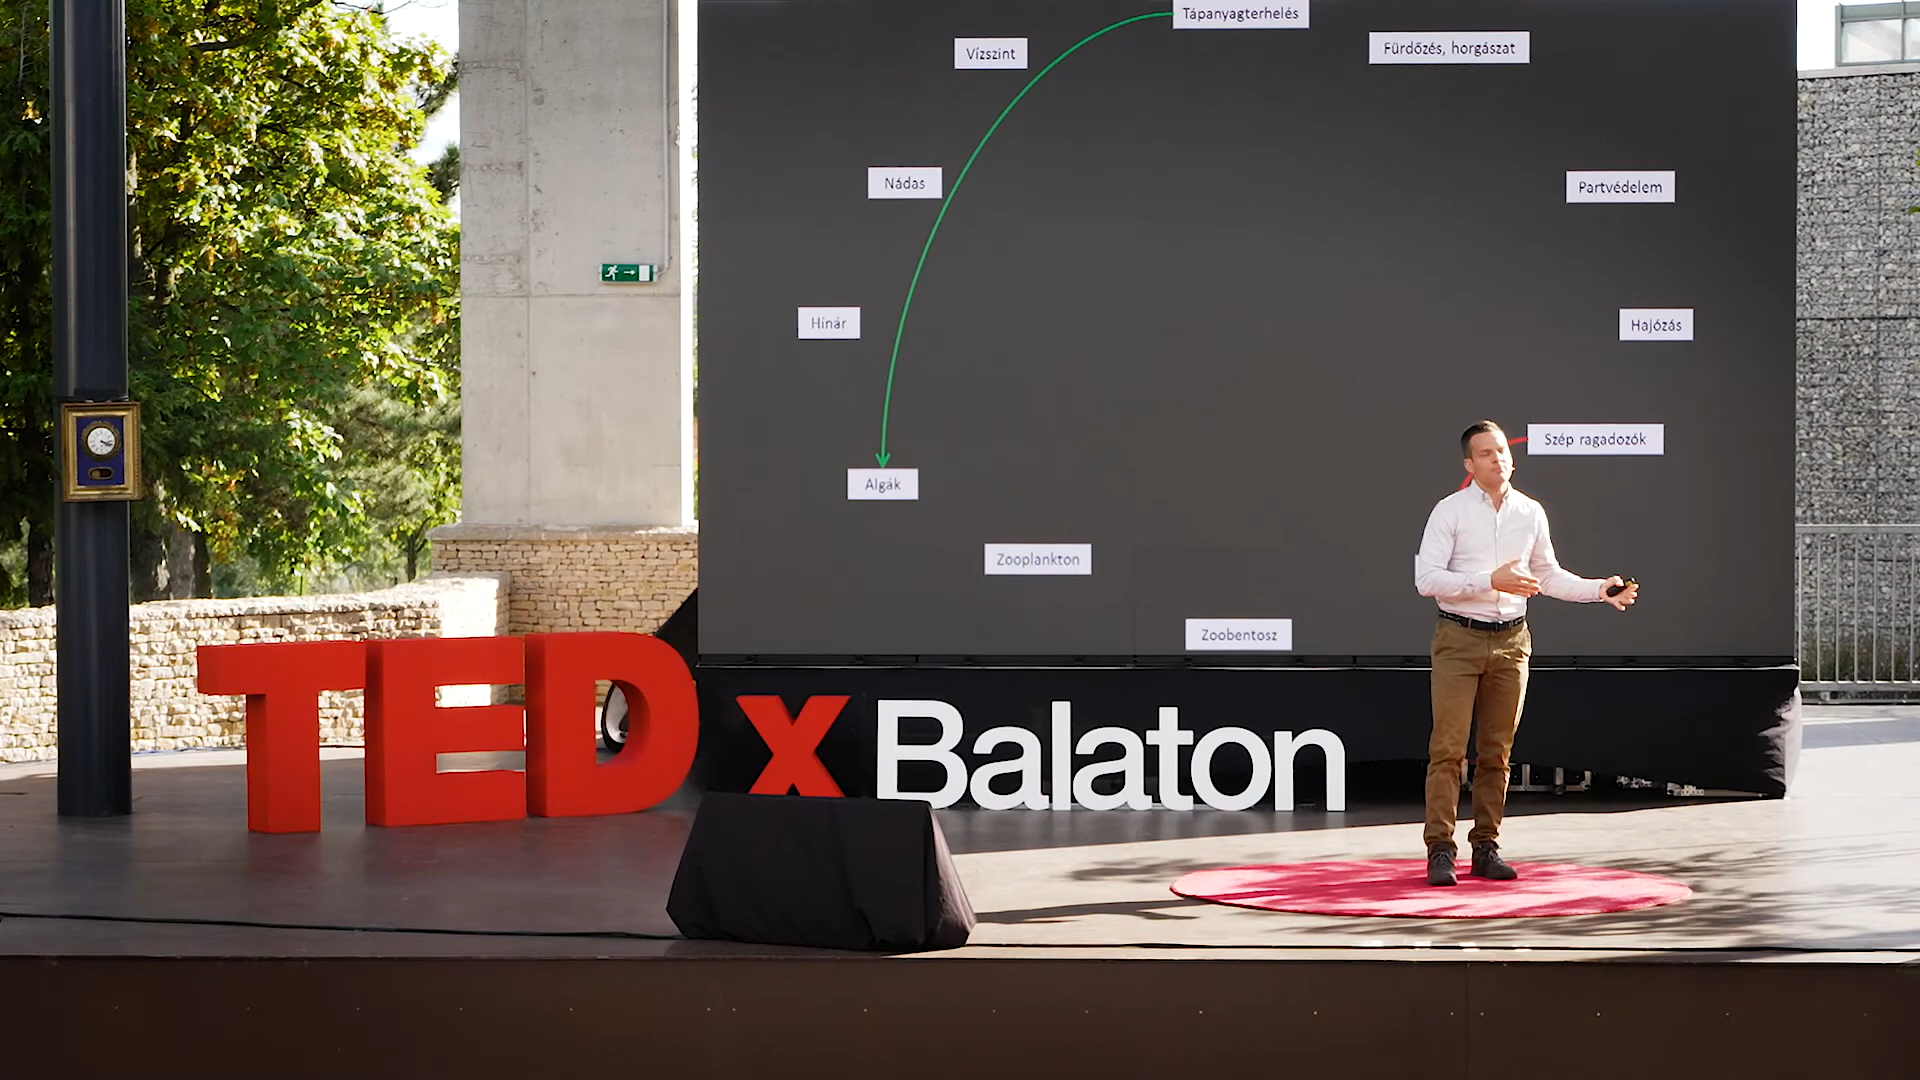 Tápanyagterhelés
Vízszint
Fürdőzés, horgászat
Nádas
Partvédelem
Hínár
Hajózás
Szép ragadozók
Algák
Zooplankton
Zoobentosz
TEDxBalaton